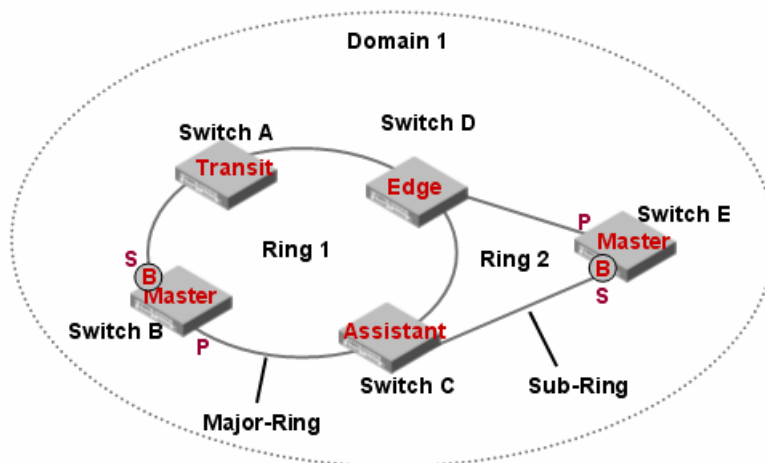 Domain 1
Switch A
Switch D
Transit
Edge
Switch E
P
Master
Ring 1
Ring 2
S
B
B
Master
S
Switch B
P
Assistant
Switch C
Sub-Ring
Major-Ring